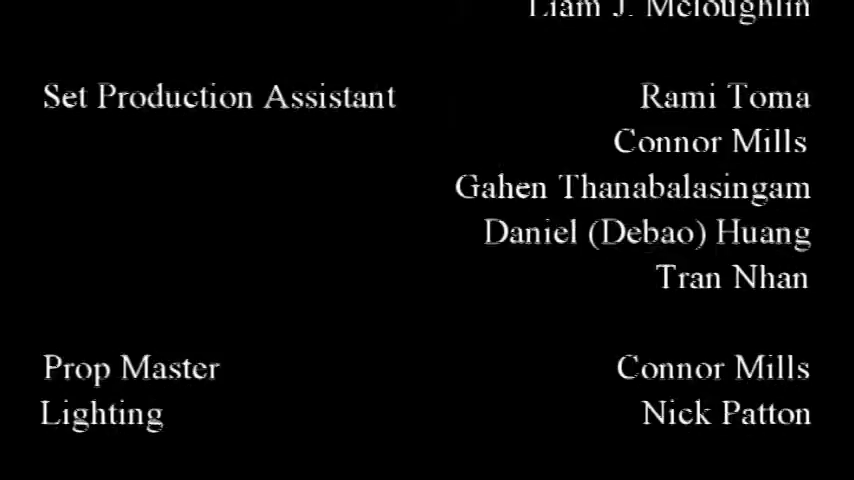 Liam J. Mcloughlin
Set Production Assistant Rami Toma
Connor Mills
Gahen Thanabalasingam
Daniel (Debao) Huang
Tran Nhan
Prop Master Connor Mills
Lighting Nick Patton